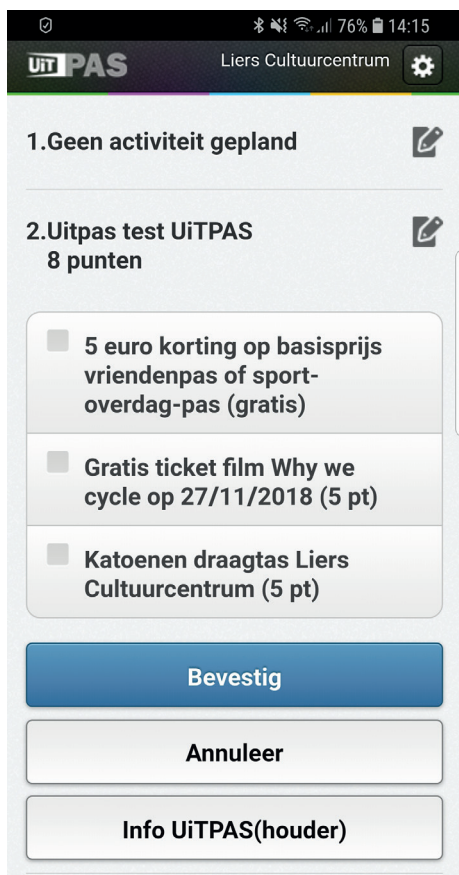 76% 14:15
UiTPAS Liers Cultuurcentrum
1.Geen activiteit gepland
2.Uitpas test UiTPAS
8 punten
5 euro korting op basisprijs
vriendenpas of sport-
overdag-pas (gratis)
Gratis ticket film Why we
cycle op 27/11/2018 (5 pt)
Katoenen draagtas Liers
Cultuurcentrum (5 pt)
Bevestig
Annuleer
Info UiTPAS(houder)